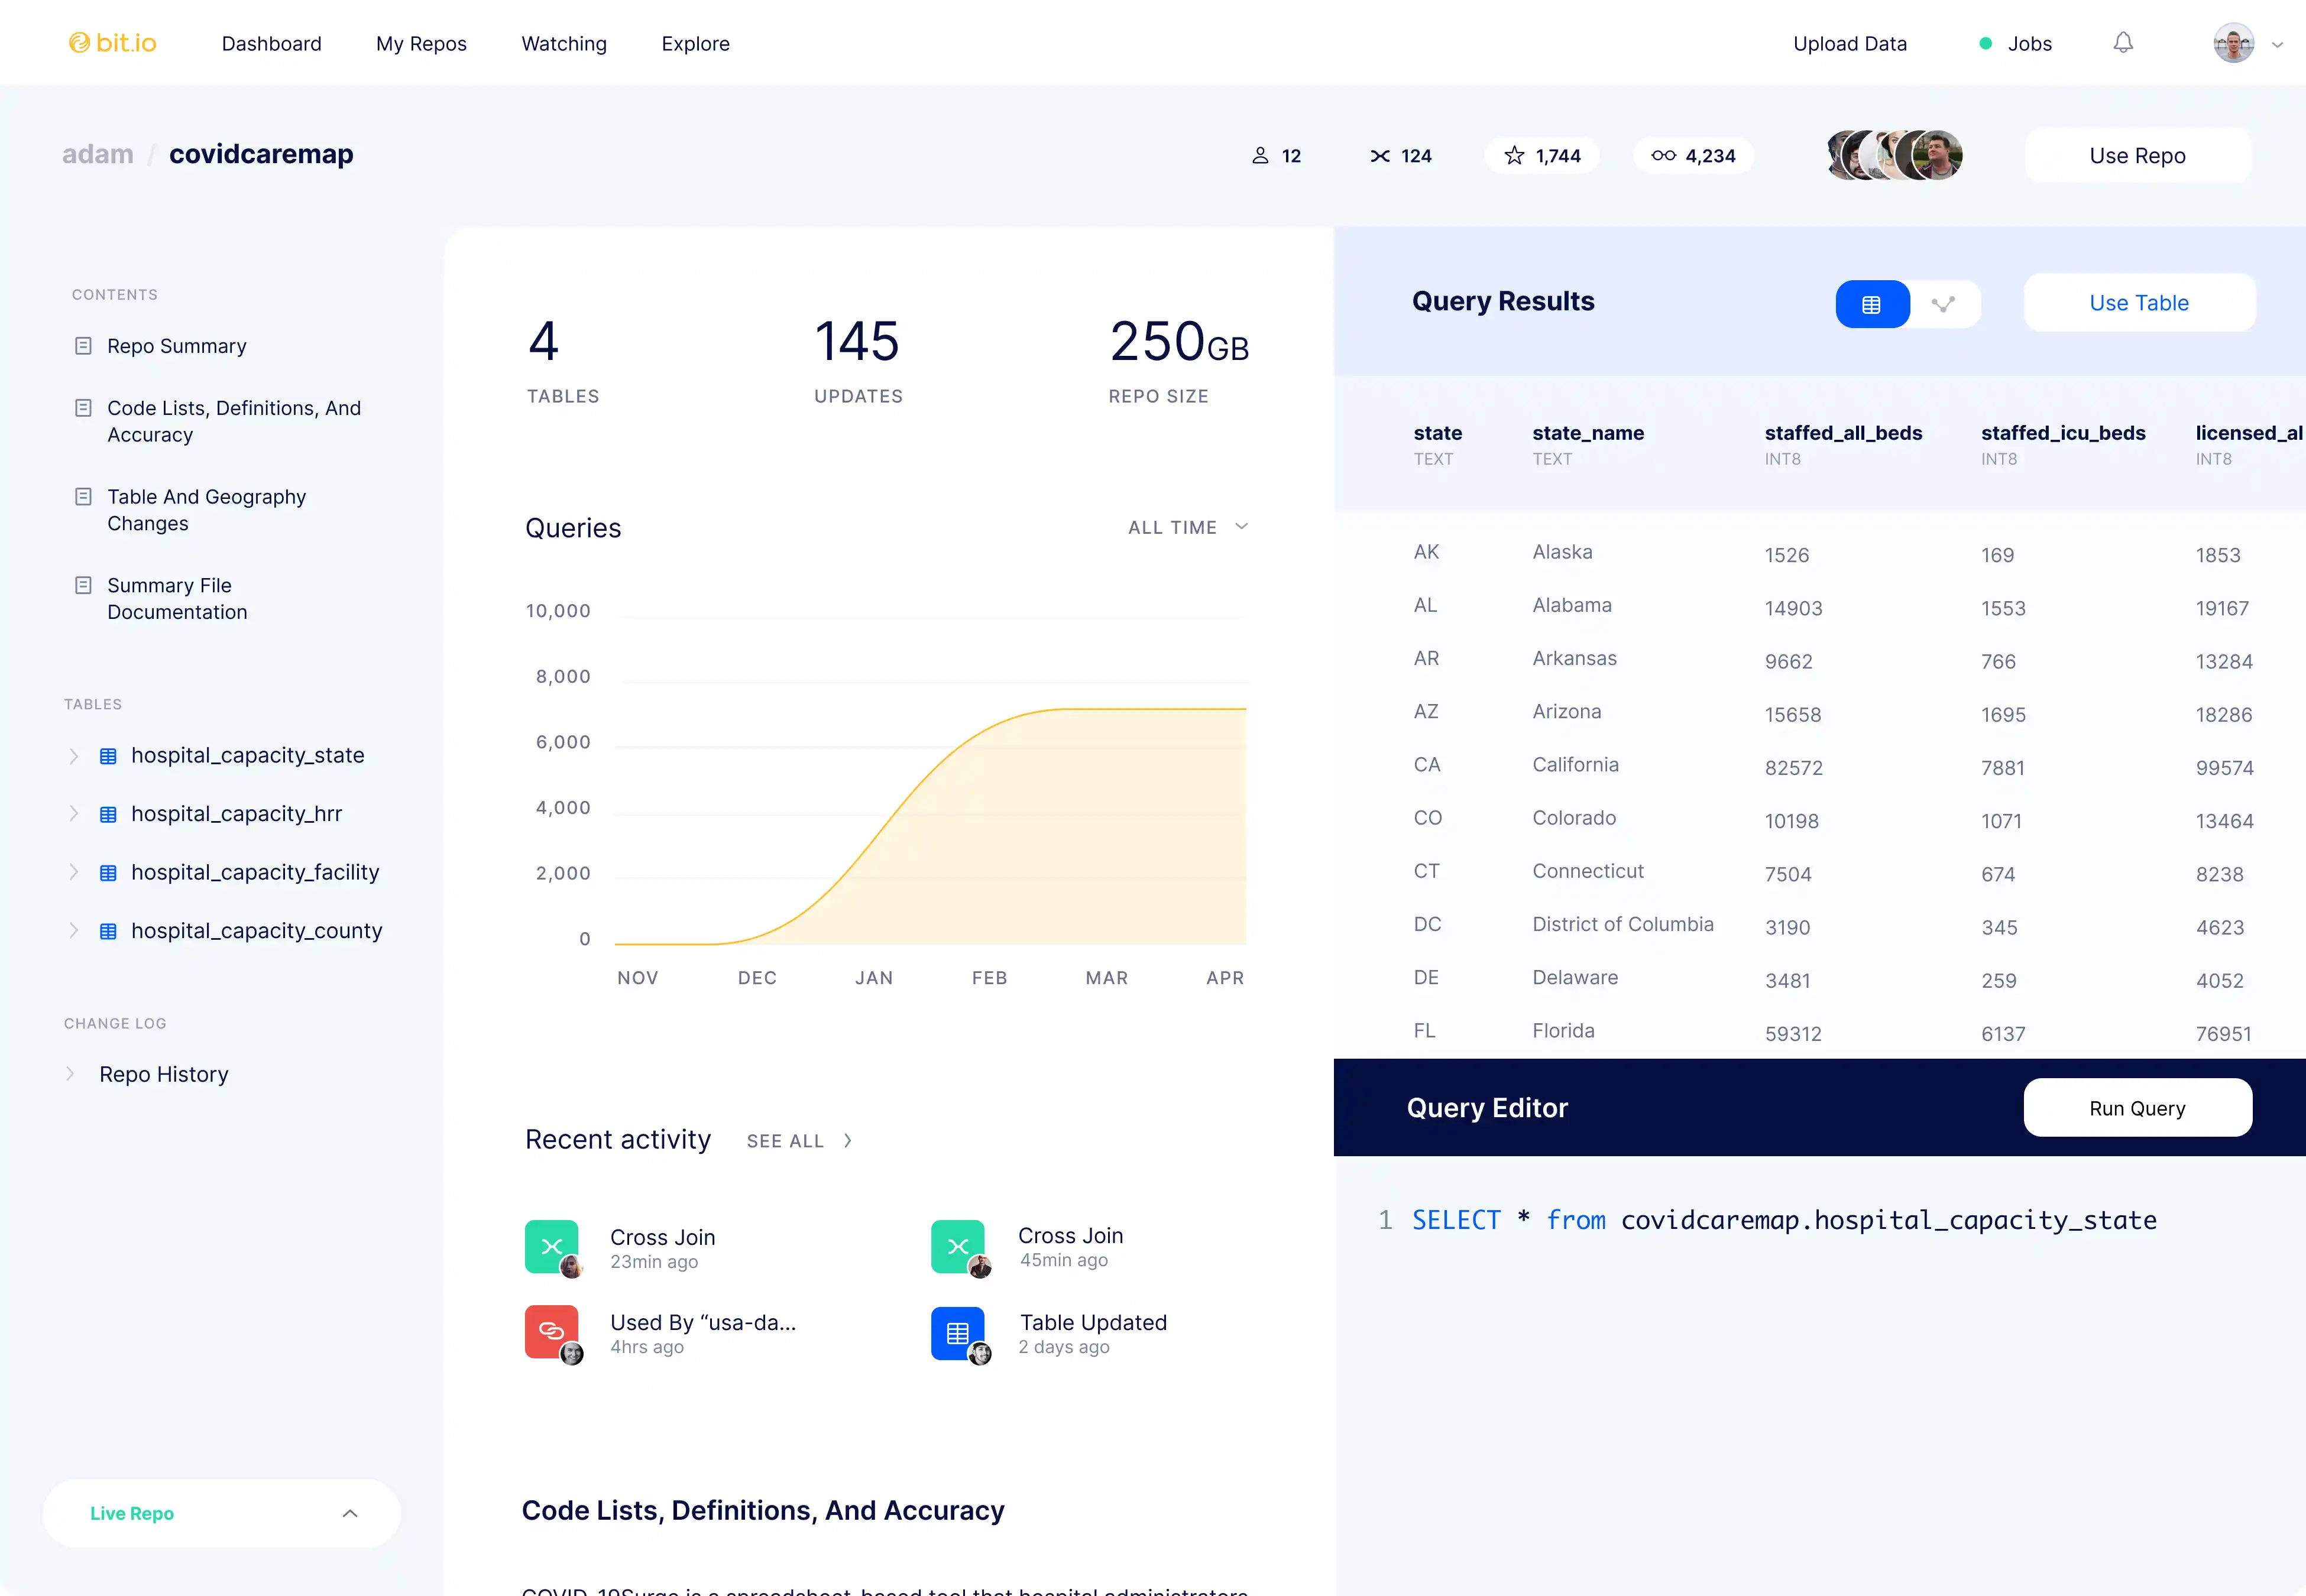 bit.io
Dashboard
My Repos
Watching
Explore
Upload Data
Jobs
adam / covidcaremap
12
124
1,744
4,234
Use Repo
CONTENTS
Repo Summary
Code Lists, Definitions, And
Accuracy
Table And Geography
Changes
Summary File
Documentation
TABLES
hospital_capacity_state
hospital_capacity_hrr
hospital_capacity_facility
hospital_capacity_county
CHANGE LOG
Repo History
Live Repo
4
TABLES
145
UPDATES
250GB
REPO SIZE
Queries
ALL TIME
10,000
8,000
6,000
4,000
2,000
0
NOV DEC JAN FEB MAR APR
Recent activity
SEE ALL
Cross Join
23min ago
Cross Join
45min ago
Used By “usa-da...
4hrs ago
Table Updated
2 days ago
Code Lists, Definitions, And Accuracy
COVID-19Surge is a spreadsheet-based tool that hospital administrators
Query Results
Use Table
state state_name staffed_all_beds staffed_icu_beds licensed_al
TEXT TEXT INT8 INT8 INT8
AK Alaska 1526 169 1853
AL Alabama 14903 1553 19167
AR Arkansas 9662 766 13284
AZ Arizona 15658 1695 18286
CA California 82572 7881 99574
CO Colorado 10198 1071 13464
CT Connecticut 7504 674 8238
DC District of Columbia 3190 345 4623
DE Delaware 3481 259 4052
FL Florida 59312 6137 76951
Query Editor
Run Query
1 SELECT * from covidcaremap.hospital_capacity_state